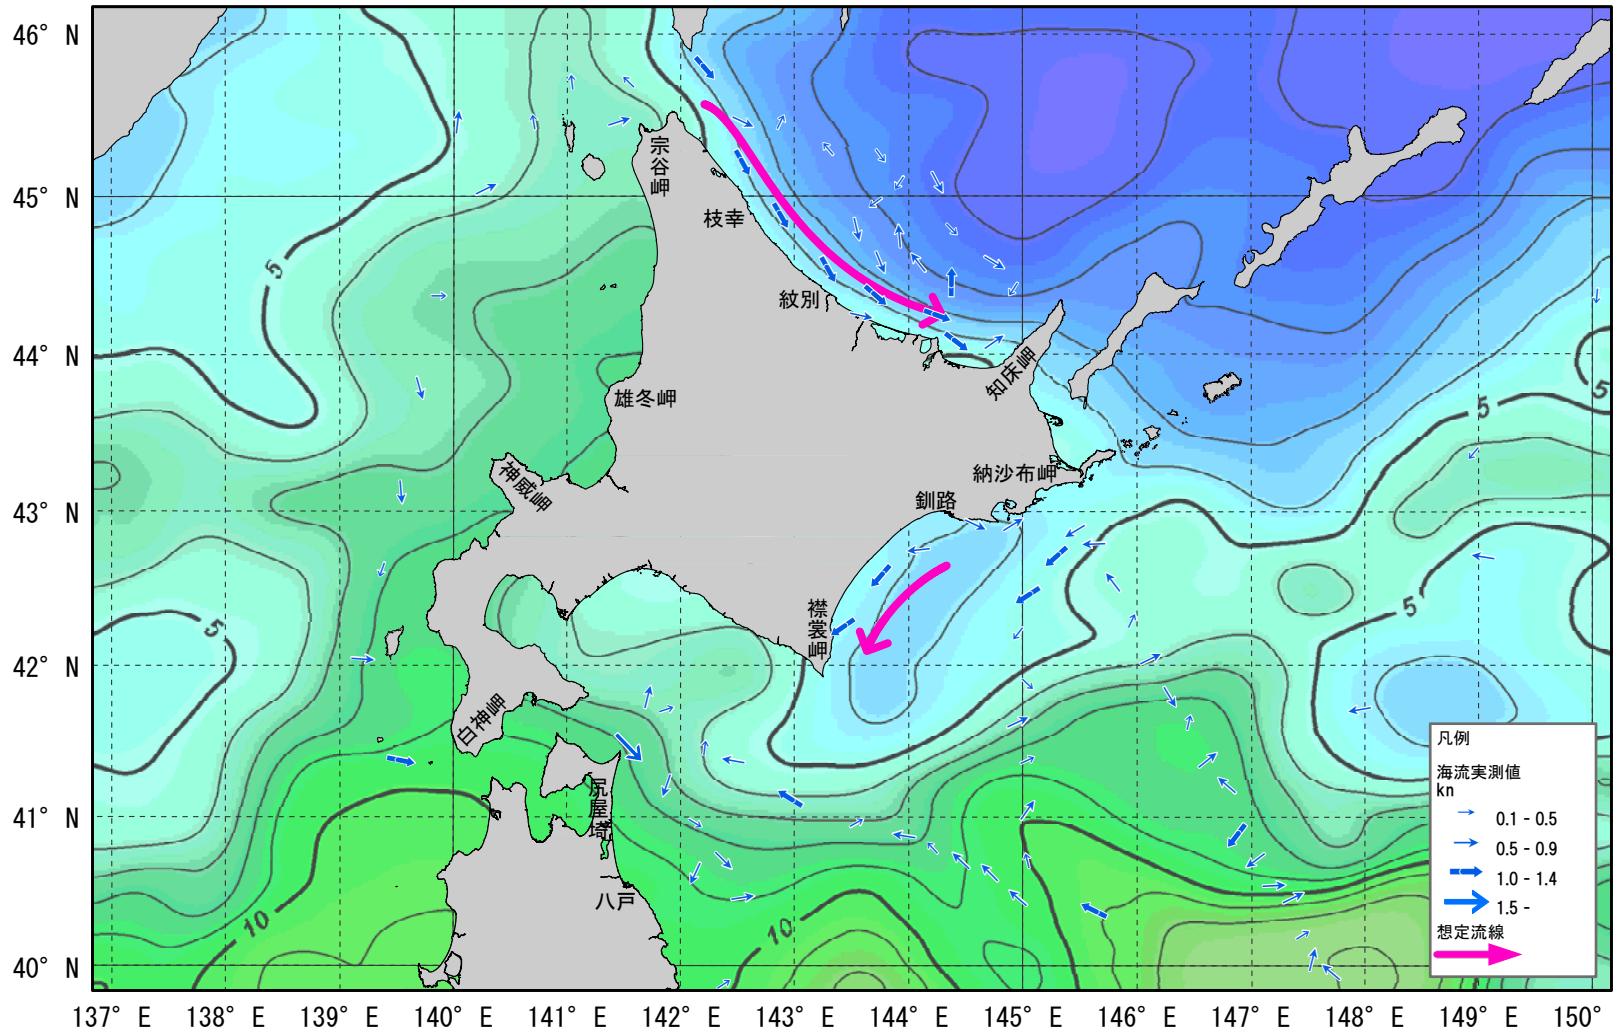 46° N
45° N
44° N
43° N
42° N
41° N
40° N
137° E
138° E
139° E
140° E
141° E
142° E
143° E
144° E
145° E
146° E
147° E
148° E
149° E
150°
宗谷岬
枝幸
紋別
知床岬
雄冬岬
神威岬
納沙布岬
釧路
襟裳岬
白神岬
尻屋埼
八戸
5
5
5
5
5
10
10
凡例
海流実測値
kn
0.1 - 0.5
0.5 - 0.9
1.0 - 1.4
1.5 -
想定流線